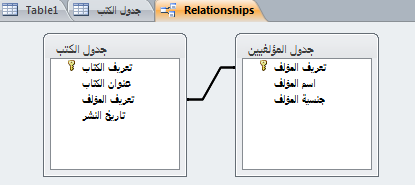 Table1
جدول الكتب
Relationships
جدول الكتب
تعريف الكتاب
عنوان الكتاب
تعريف المؤلف
تاريخ النشر
جدول المؤلفيين
تعريف المؤلف
اسم المؤلف
جنسية المؤلف